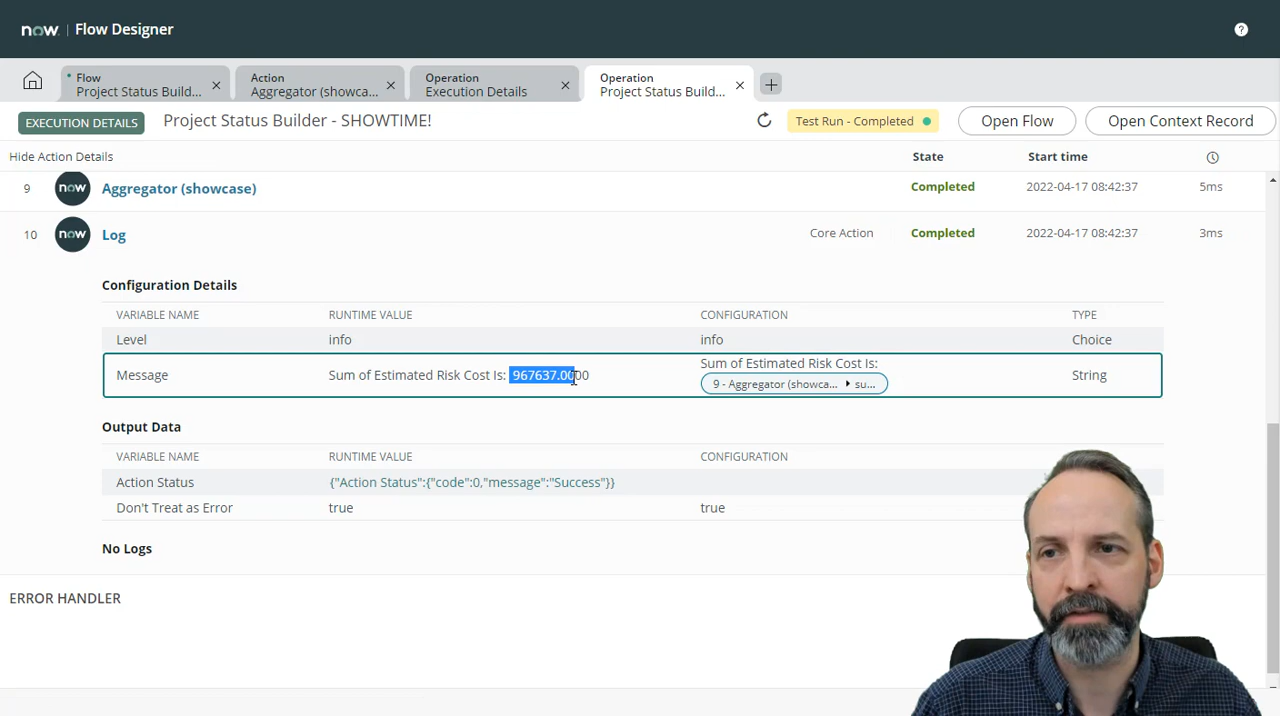 now. | Flow Designer
Flow
Project Status Build...
Action
Aggregator (showca...
Operation
Execution Details
Operation
Project Status Build...
EXECUTION DETAILS
Project Status Builder - SHOWTIME!
Test Run - Completed
Open Flow
Open Context Record
Hide Action Details
State
Start time
9
now
Aggregator (showcase)
Completed
2022-04-17 08:42:37
5ms
10
now
Log
Core Action
Completed
2022-04-17 08:42:37
3ms
Configuration Details
VARIABLE NAME
RUNTIME VALUE
CONFIGURATION
TYPE
Level
info
info
Choice
Message
Sum of Estimated Risk Cost Is: 967637.0000
Sum of Estimated Risk Cost Is:
9 - Aggregator (showca... ▸ su...
String
Output Data
VARIABLE NAME
RUNTIME VALUE
CONFIGURATION
Action Status
{"Action Status":{"code":0,"message":"Success"}}
Don't Treat as Error
true
true
No Logs
ERROR HANDLER